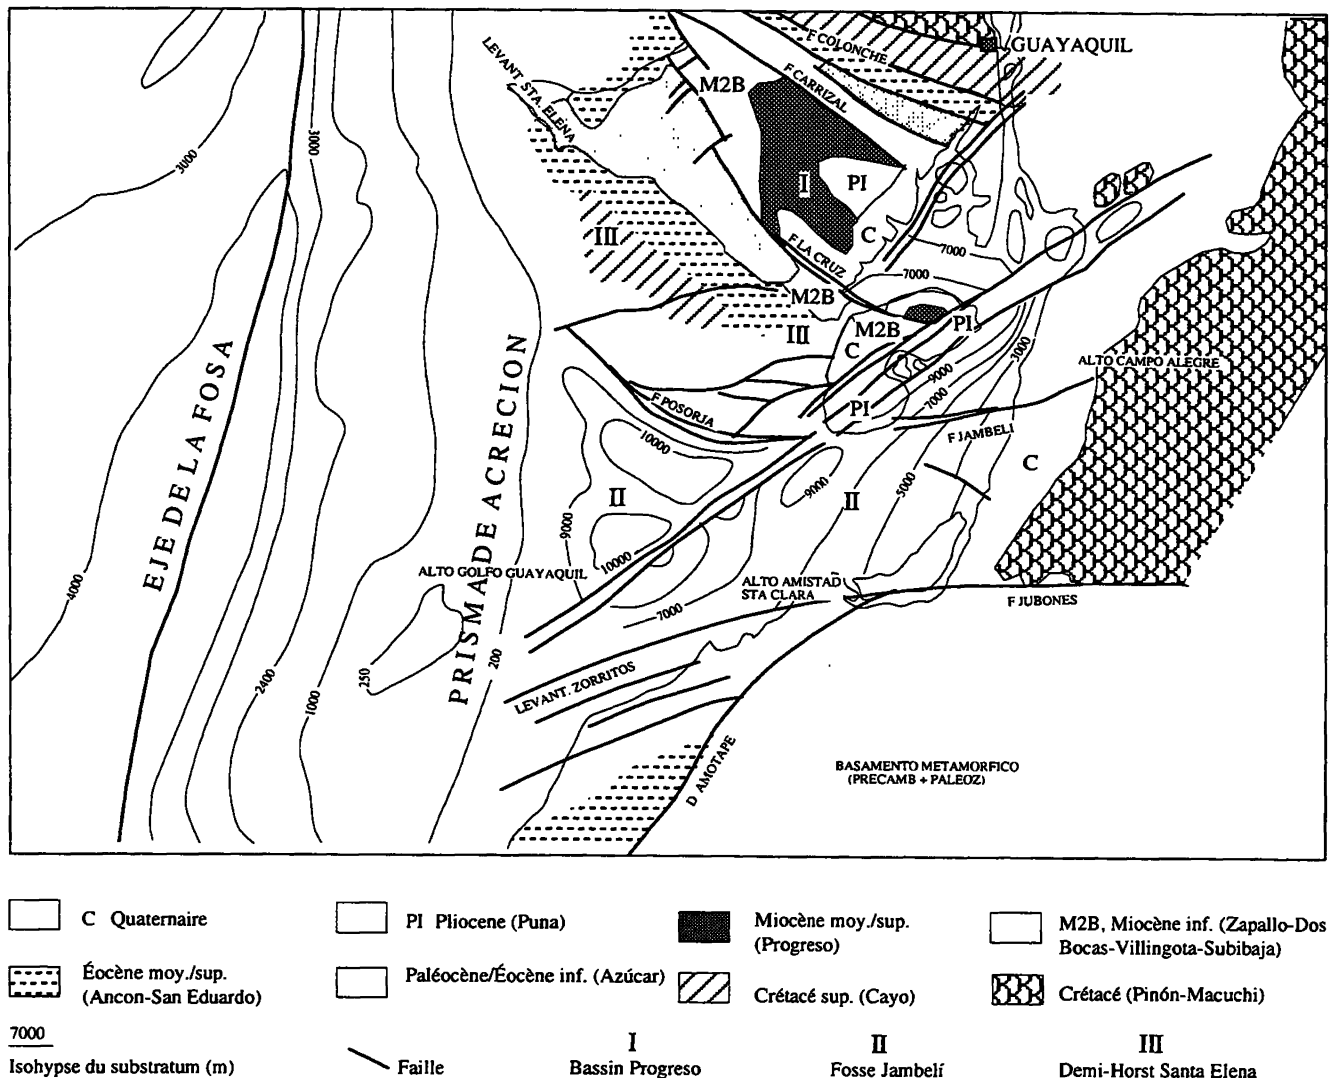 GUAYAQUIL
F COLONCHE
LEVANT STA. ELENA
F CARRIZAL
M2B
3000
3000
I
PI
III
C
7000
F LA CRUZ
7000
M2B
M2B
PI
III
C
3000
ALTO CAMPO ALEGRE
9000
7000
PI
F POSORJA
F JAMBELI
EJE DE LA FOSA
PRISMA DE ACRECION
10000
C
II
9000
II
5000
9000
10000
ALTO GOLFO GUAYAQUIL
4000
ALTO AMISTAD
STA CLARA
F JUBONES
7000
200
250
2400
1000
LEVANT. ZORRITOS
D AMOTAPE
BASAMENTO METAMORFICO
(PRECAMB + PALEOZ)
C Quaternaire
PI Pliocene (Puna)
Miocène moy./sup.
(Progreso)
M2B, Miocène inf. (Zapallo-Dos
Bocas-Villingota-Subibaja)
Éocène moy./sup.
(Ancon-San Eduardo)
Paléocène/Éocène inf. (Azúcar)
Crétacé sup. (Cayo)
Crétacé (Pinón-Macuchi)
7000
Isohypse du substratum (m)
Faille
I
Bassin Progreso
II
Fosse Jambelí
III
Demi-Horst Santa Elena